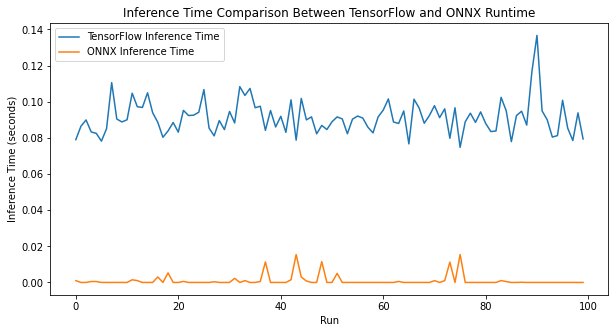 Inference Time Comparison Between TensorFlow and ONNX Runtime
TensorFlow Inference Time
ONNX Inference Time
Inference Time (seconds)
0.14
0.12
0.10
0.08
0.06
0.04
0.02
0.00
0 20 40 60 80 100
Run